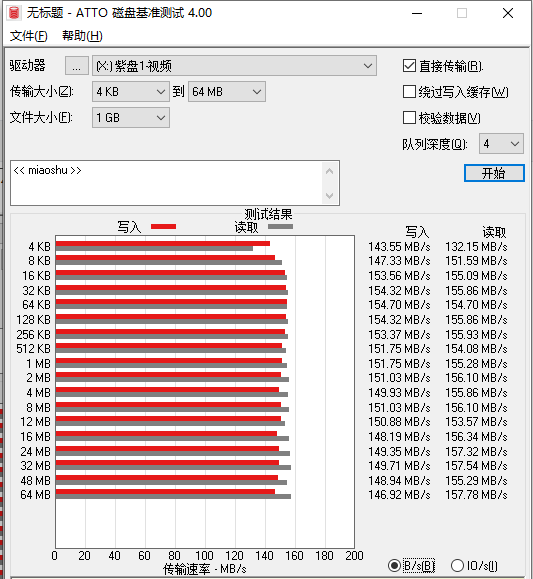 无标题 - ATTO 磁盘基准测试 4.00
文件(F) 帮助(H)
驱动器 ... (X:) 紫盘1-视频 直接传输(R).
传输大小(Z): 4 KB 到 64 MB 绕过写入缓存(W)
文件大小(F): 1 GB 校验数据(V)
队列深度(Q): 4
<< miaoshu >> 开始
测试结果
写入 读取 写入 读取
4 KB 143.55 MB/s 132.15 MB/s
8 KB 147.33 MB/s 151.59 MB/s
16 KB 153.56 MB/s 155.09 MB/s
32 KB 154.32 MB/s 155.86 MB/s
64 KB 154.70 MB/s 154.70 MB/s
128 KB 154.32 MB/s 155.86 MB/s
256 KB 153.37 MB/s 155.93 MB/s
512 KB 151.75 MB/s 154.08 MB/s
1 MB 151.75 MB/s 155.28 MB/s
2 MB 151.03 MB/s 156.10 MB/s
4 MB 149.93 MB/s 155.86 MB/s
8 MB 151.03 MB/s 156.10 MB/s
12 MB 150.88 MB/s 153.57 MB/s
16 MB 148.19 MB/s 156.34 MB/s
24 MB 149.35 MB/s 157.32 MB/s
32 MB 149.71 MB/s 157.54 MB/s
48 MB 148.94 MB/s 155.29 MB/s
64 MB 146.92 MB/s 157.78 MB/s
0 20 40 60 80 100 120 140 160 180 200
传输速率 - MB/s B/s(B) IO/s(I)